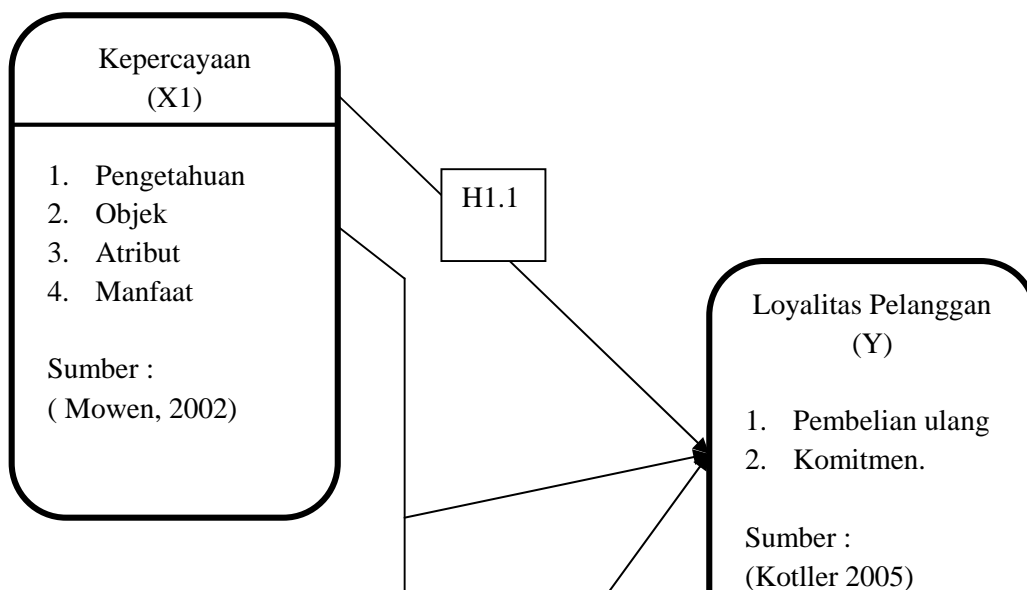 Kepercayaan
(X1)
1. Pengetahuan
2. Objek
3. Atribut
4. Manfaat
Sumber :
( Mowen, 2002)
H1.1
Loyalitas Pelanggan
(Y)
1. Pembelian ulang
2. Komitmen.
Sumber :
(Kotller 2005)